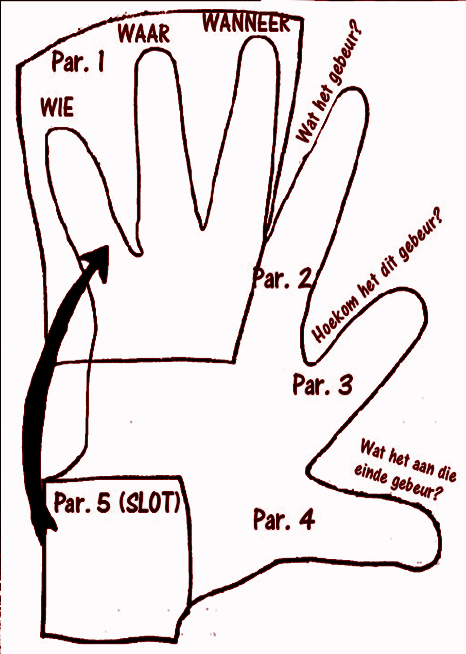 WAAR
WANNEER
Par. 1
WIE
Wat het gebeur?
Par. 2
Hoekom het dit gebeur?
Par. 3
Wat het aan die
einde gebeur?
Par. 5 (SLOT)
Par. 4